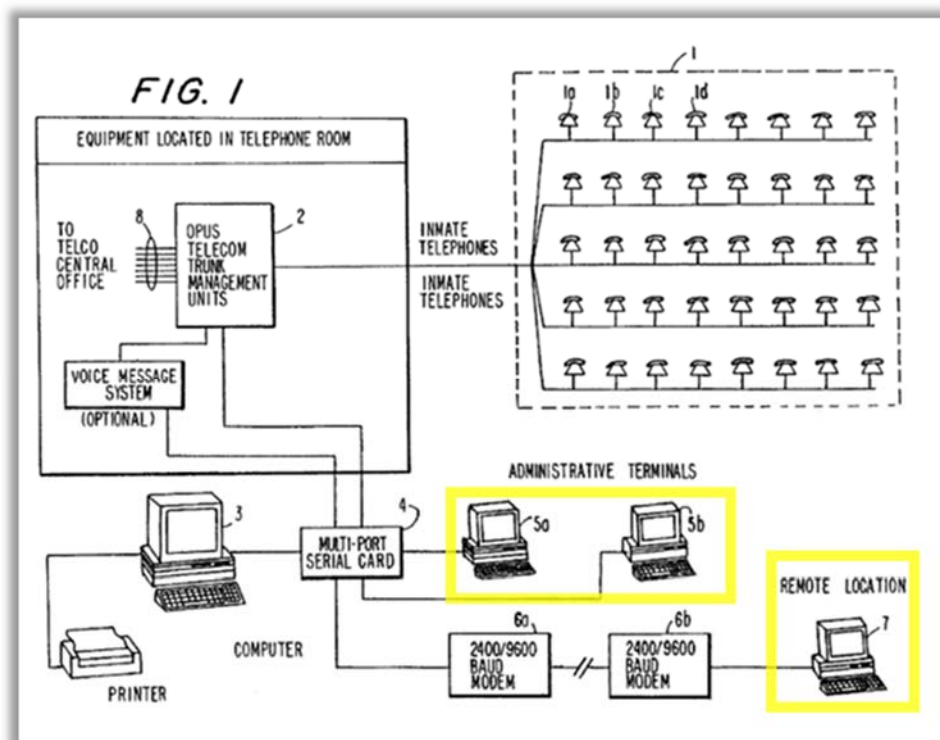 FIG. 1
1
1a 1b 1c 1d
EQUIPMENT LOCATED IN TELEPHONE ROOM
TO
TELCO
CENTRAL
OFFICE
8
OPUS
TELECOM
TRUNK
MANAGEMENT
UNITS
2
INMATE
TELEPHONES
INMATE
TELEPHONES
VOICE MESSAGE
SYSTEM
(OPTIONAL)
ADMINISTRATIVE TERMINALS
3
4
MULTI-PORT
SERIAL CARD
5a
5b
REMOTE LOCATION
7
COMPUTER
PRINTER
6a
2400/9600
BAUD
MODEM
6b
2400/9600
BAUD
MODEM